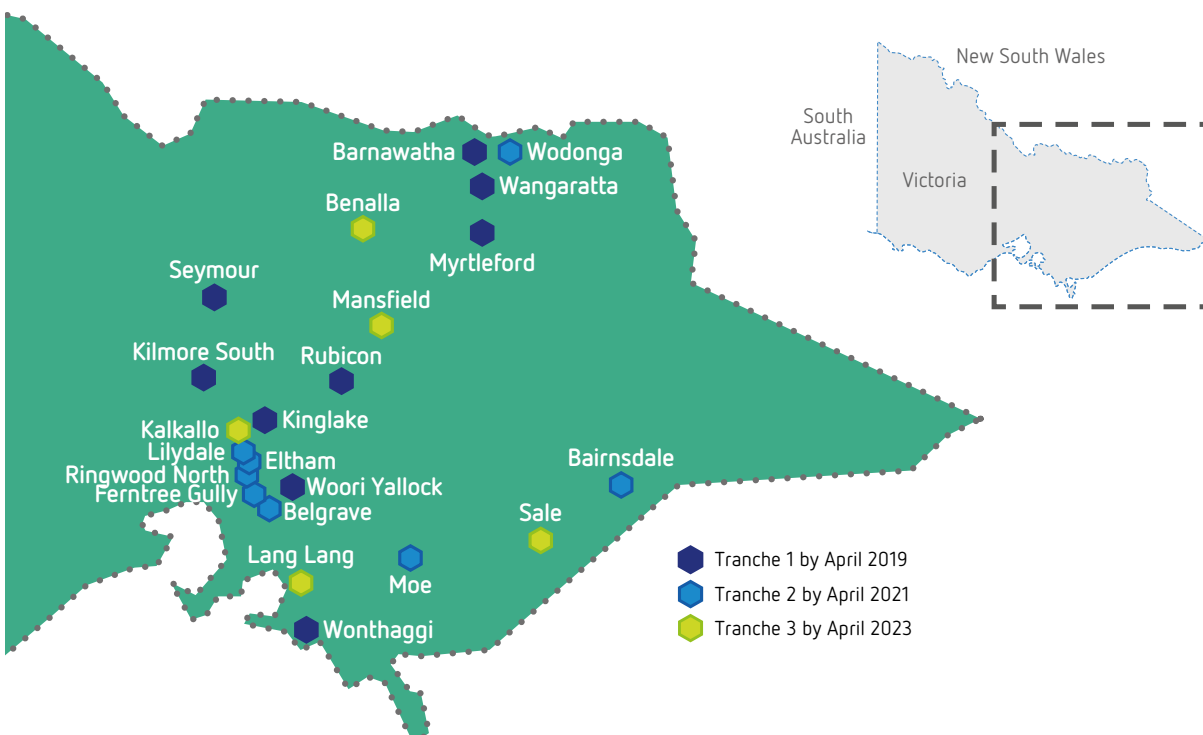 Barnawatha
Wodonga
Wangaratta
Benalla
Myrtleford
Seymour
Mansfield
Kilmore South
Rubicon
Kinglake
Kalkallo
Lilydale
Eltham
Ringwood North
Woori Yallock
Ferntree Gully
Belgrave
Bairnsdale
Sale
Lang Lang
Moe
Wonthaggi
New South Wales
South
Australia
Victoria
Tranche 1 by April 2019
Tranche 2 by April 2021
Tranche 3 by April 2023